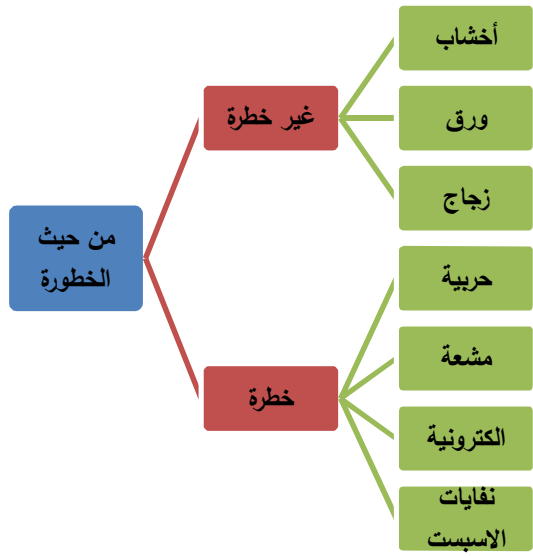 من حيث
الخطورة
غير خطرة
أخشاب
ورق
زجاج
خطرة
حربية
مشعة
الكترونية
نفايات
الاسبست